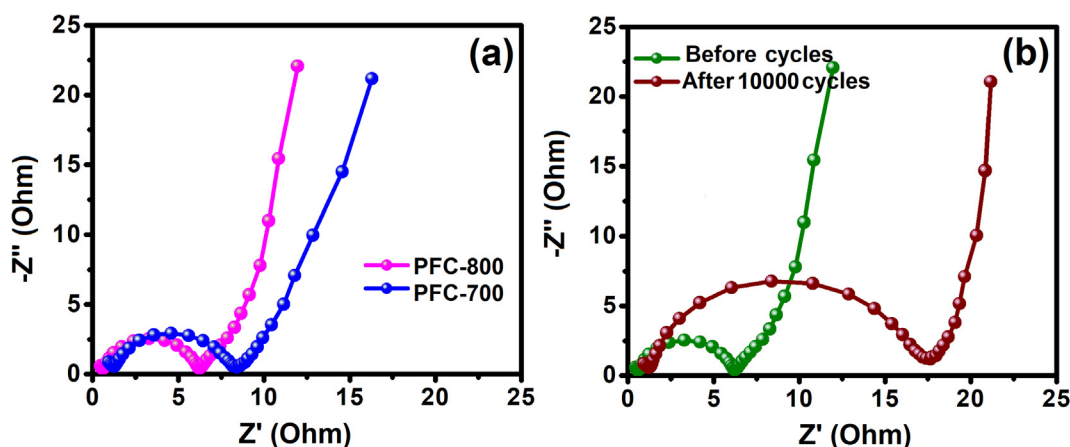 (a)
25
20
15
10
5
0
-Z'' (Ohm)
PFC-800
PFC-700
0 5 10 15 20 25
Z' (Ohm)
(b)
Before cycles
After 10000 cycles
25
20
15
10
5
0
-Z'' (Ohm)
0 5 10 15 20 25
Z' (Ohm)